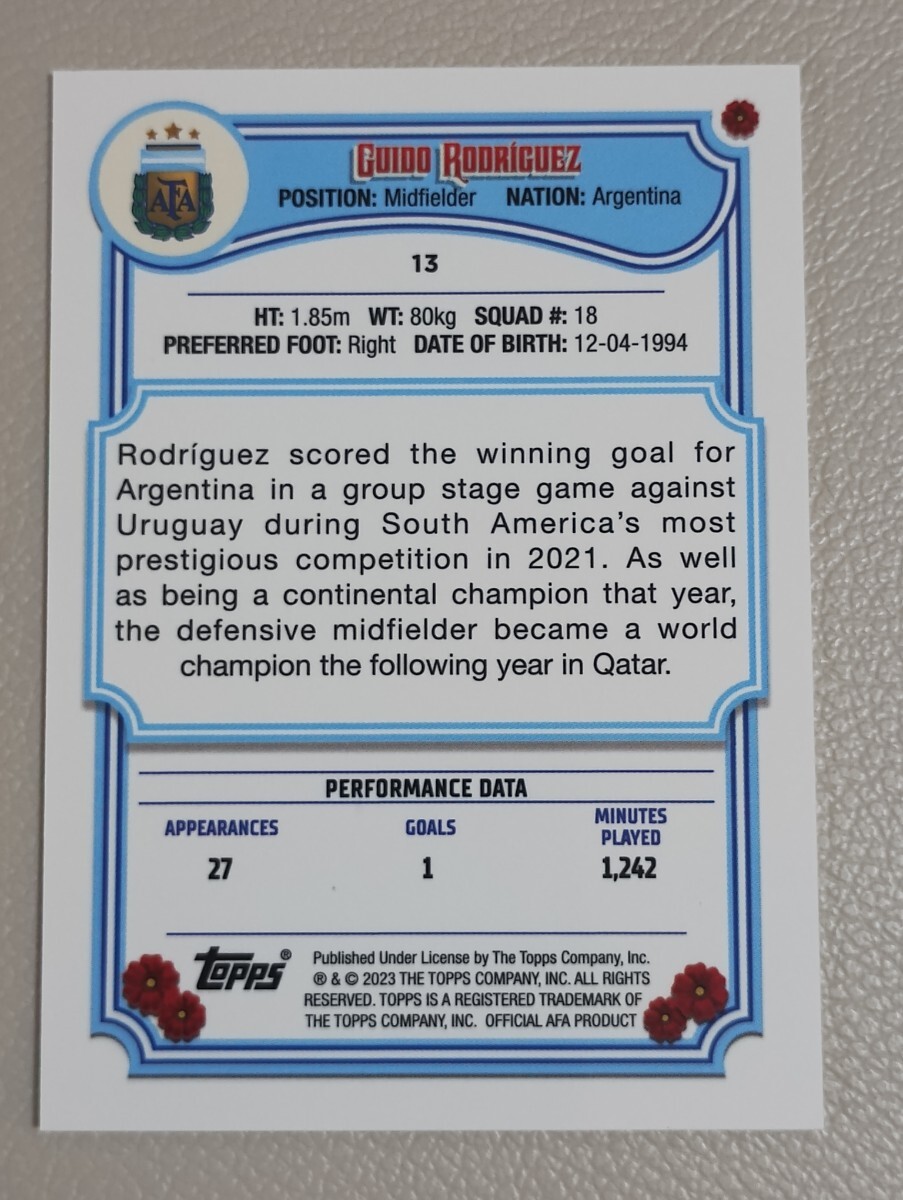 AFA
GUIDO RODRÍGUEZ
POSITION: Midfielder NATION: Argentina
13
HT: 1.85m WT: 80kg SQUAD #: 18
PREFERRED FOOT: Right DATE OF BIRTH: 12-04-1994
Rodríguez scored the winning goal for
Argentina in a group stage game against
Uruguay during South America's most
prestigious competition in 2021. As well
as being a continental champion that year,
the defensive midfielder became a world
champion the following year in Qatar.
PERFORMANCE DATA
APPEARANCES GOALS MINUTES PLAYED
27 1 1,242
topps®
Published Under License by The Topps Company, Inc.
® & © 2023 THE TOPPS COMPANY, INC. ALL RIGHTS
RESERVED. TOPPS IS A REGISTERED TRADEMARK OF
THE TOPPS COMPANY, INC. OFFICIAL AFA PRODUCT